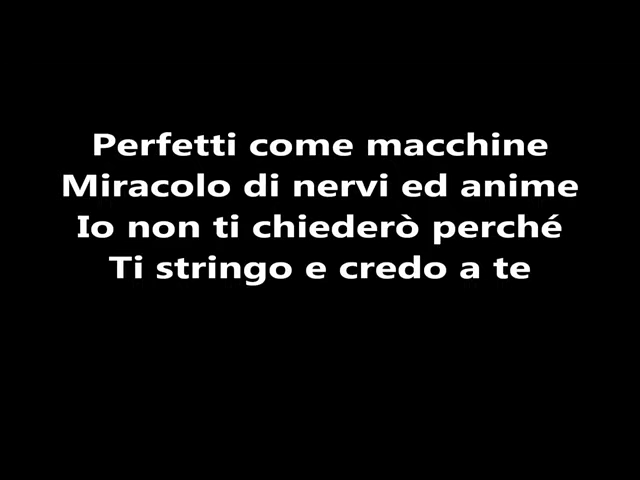 Perfetti come macchine
Miracolo di nervi ed anime
Io non ti chiederò perché
Ti stringo e credo a te